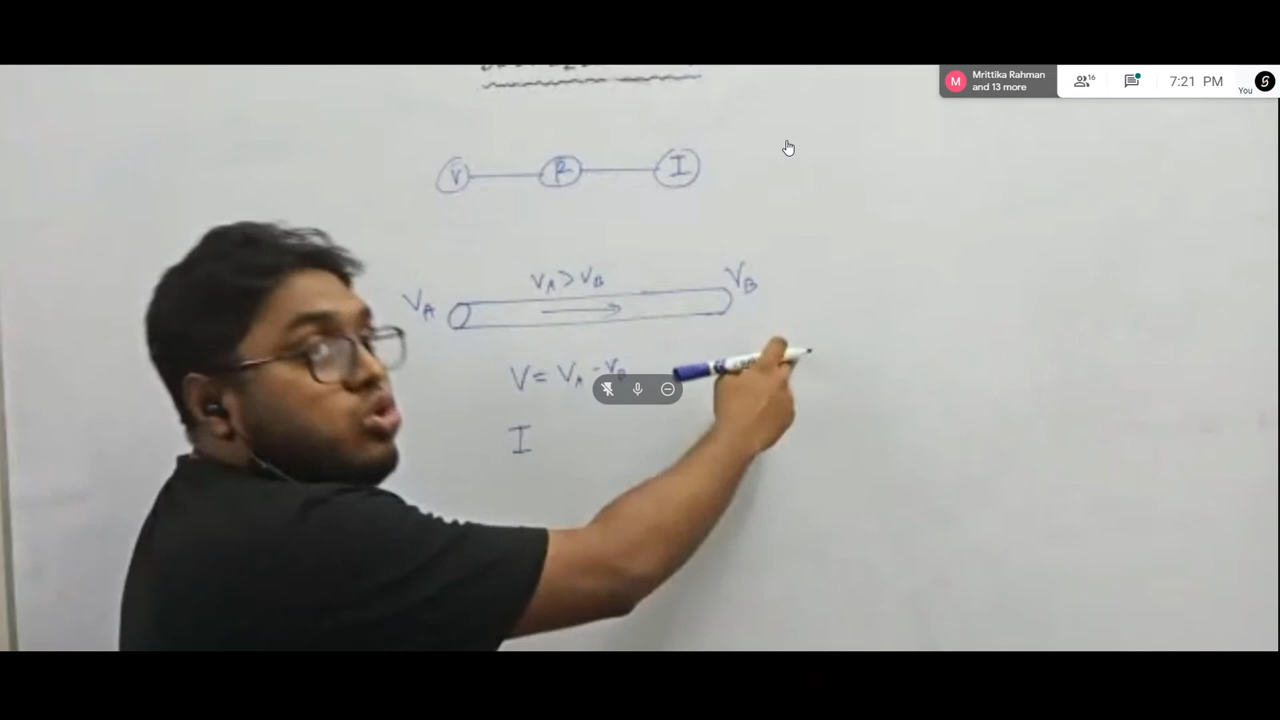 Mrittika Rahman
and 13 more
16
7:21 PM
You
V R I
VA > VB
VA
VB
V = VA - VB
I